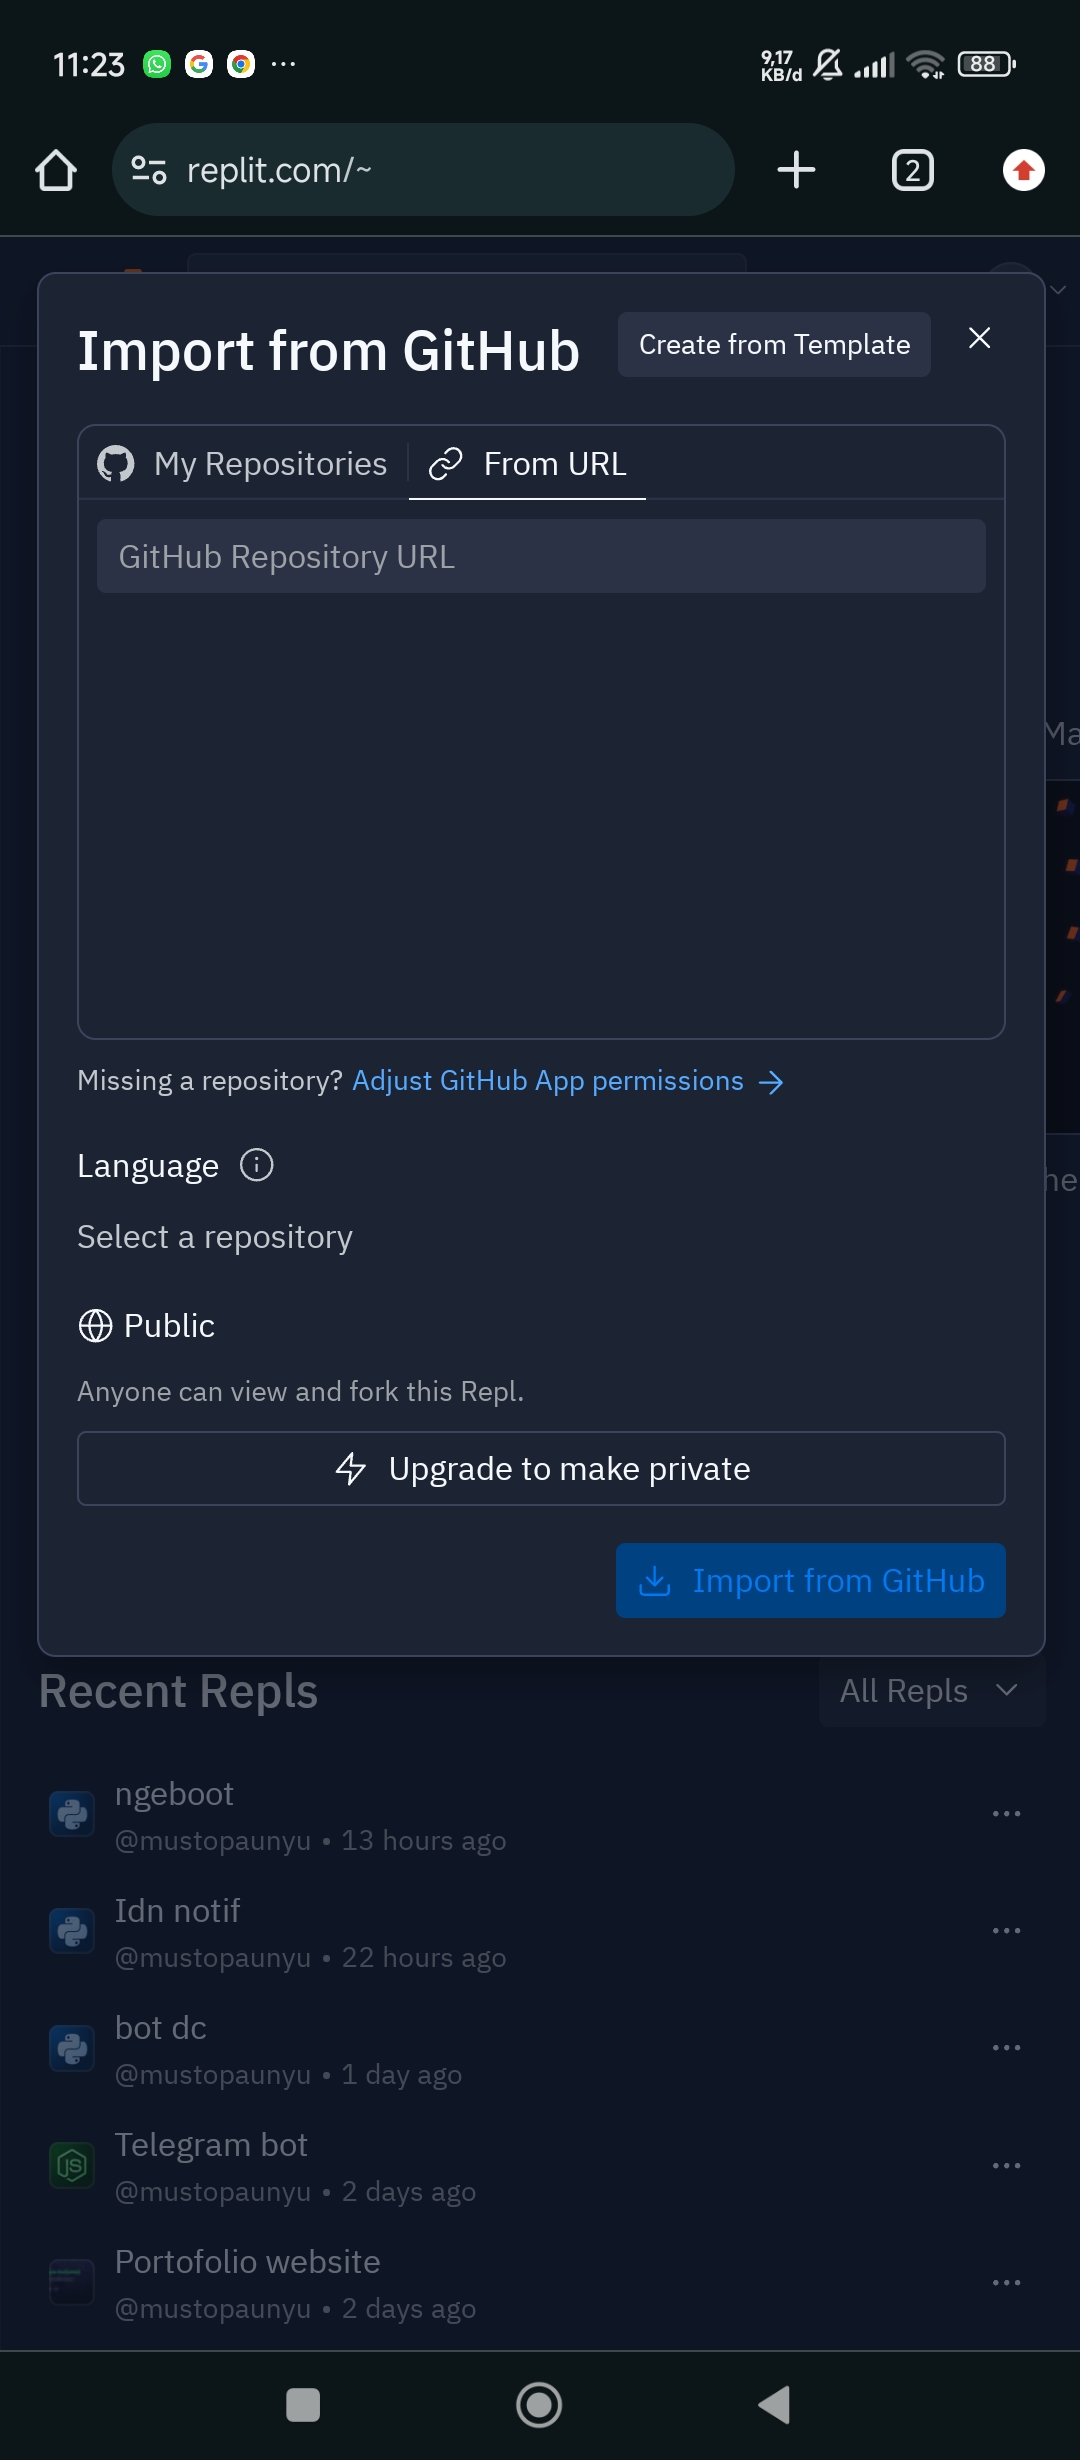 11:23
9,17
KB/d
88
replit.com/~
2
Import from GitHub
Create from Template
My Repositories
From URL
GitHub Repository URL
Ma
Missing a repository? Adjust GitHub App permissions →
Language
he
Select a repository
Public
Anyone can view and fork this Repl.
Upgrade to make private
Import from GitHub
Recent Repls
All Repls
ngeboot
@mustopaunyu • 13 hours ago
Idn notif
@mustopaunyu • 22 hours ago
bot dc
@mustopaunyu • 1 day ago
Telegram bot
@mustopaunyu • 2 days ago
Portofolio website
@mustopaunyu • 2 days ago